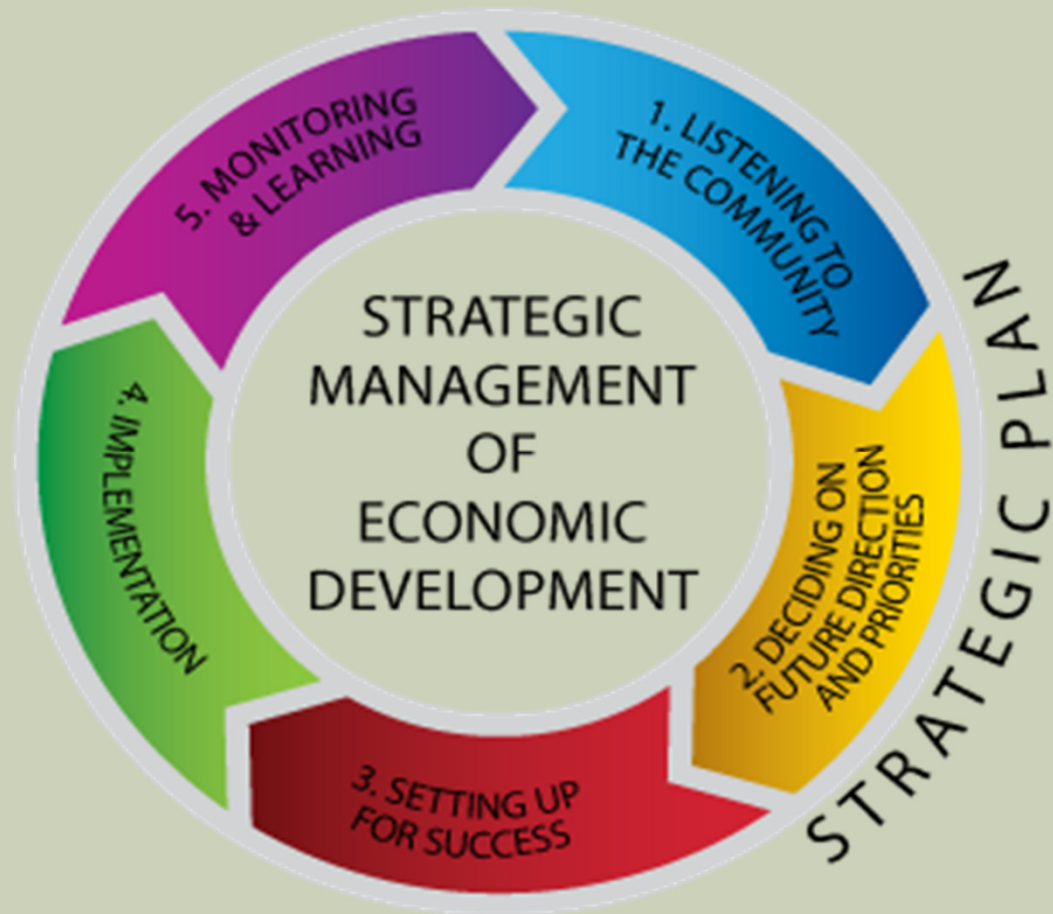 STRATEGIC
MANAGEMENT
OF
ECONOMIC
DEVELOPMENT
1. LISTENING TO
THE COMMUNITY
2. DECIDING ON
FUTURE DIRECTION
AND PRIORITIES
3. SETTING UP
FOR SUCCESS
4. IMPLEMENTATION
5. MONITORING
& LEARNING
STRATEGIC PLAN